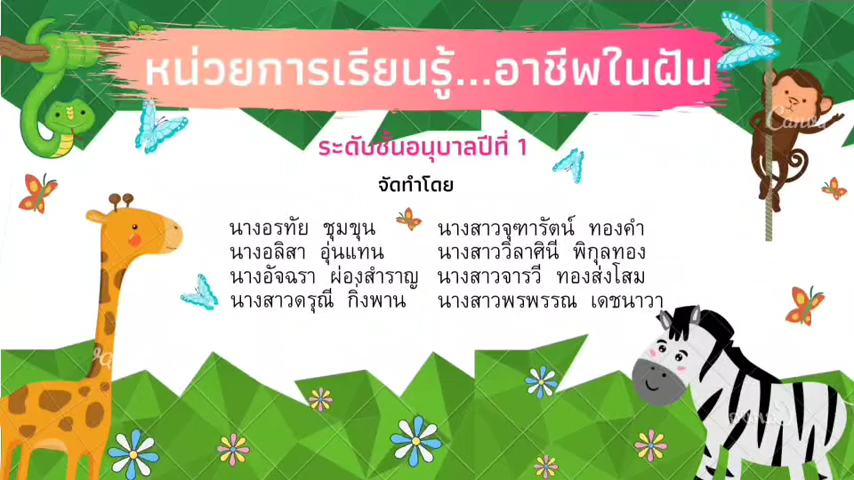 หน่วยการเรียนรู้...อาชีพในฝัน
ระดับชั้นอนุบาลปีที่ 1
จัดทำโดย
นางอรทัย ชุมขุน นางสาวจุฑารัตน์ ทองคำ
นางอลิสา อุ่นแทน นางสาววิลาศินี พิกุลทอง
นางอัจฉรา ผ่องสำราญ นางสาวจารวี ทองส่งโสม
นางสาวดรุณี กิ่งพาน นางสาวพรพรรณ เดชนาวา
Canva